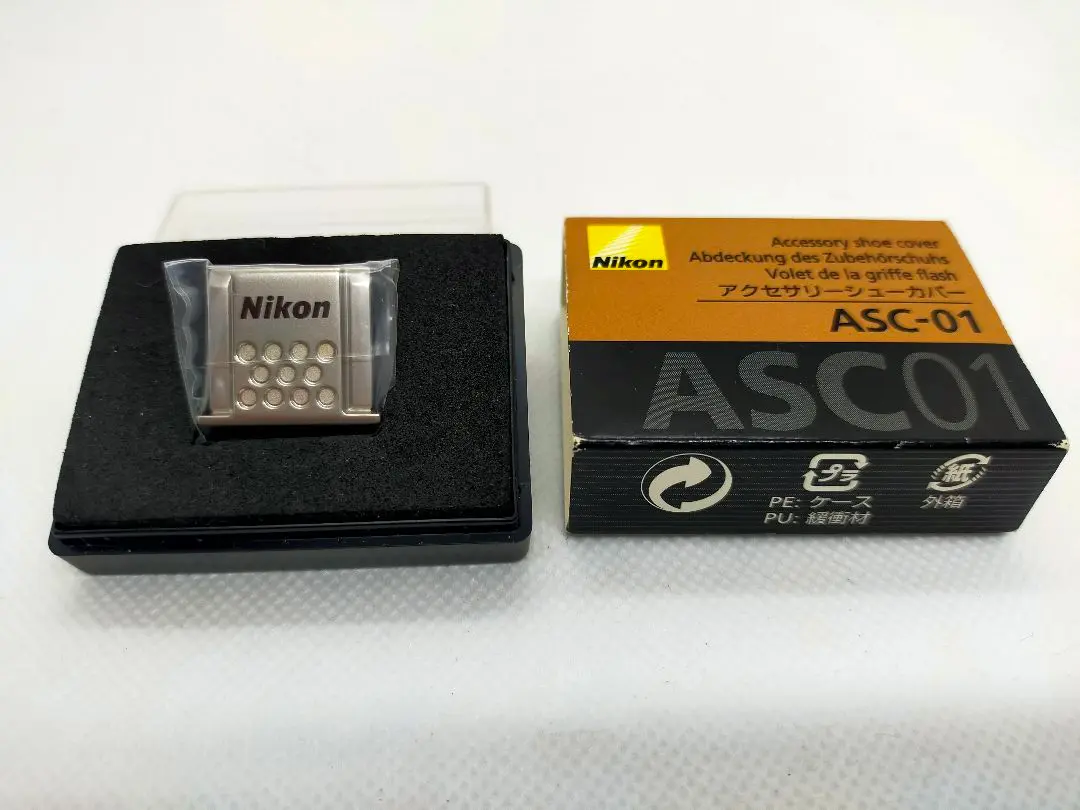 Nikon
Nikon
Accessory shoe cover
Abdeckung des Zubehörschuhs
Volet de la griffe flash
アクセサリーシューカバー
ASC-01
ASC01
プラ
紙
PE: ケース
外箱
PU: 緩衝材